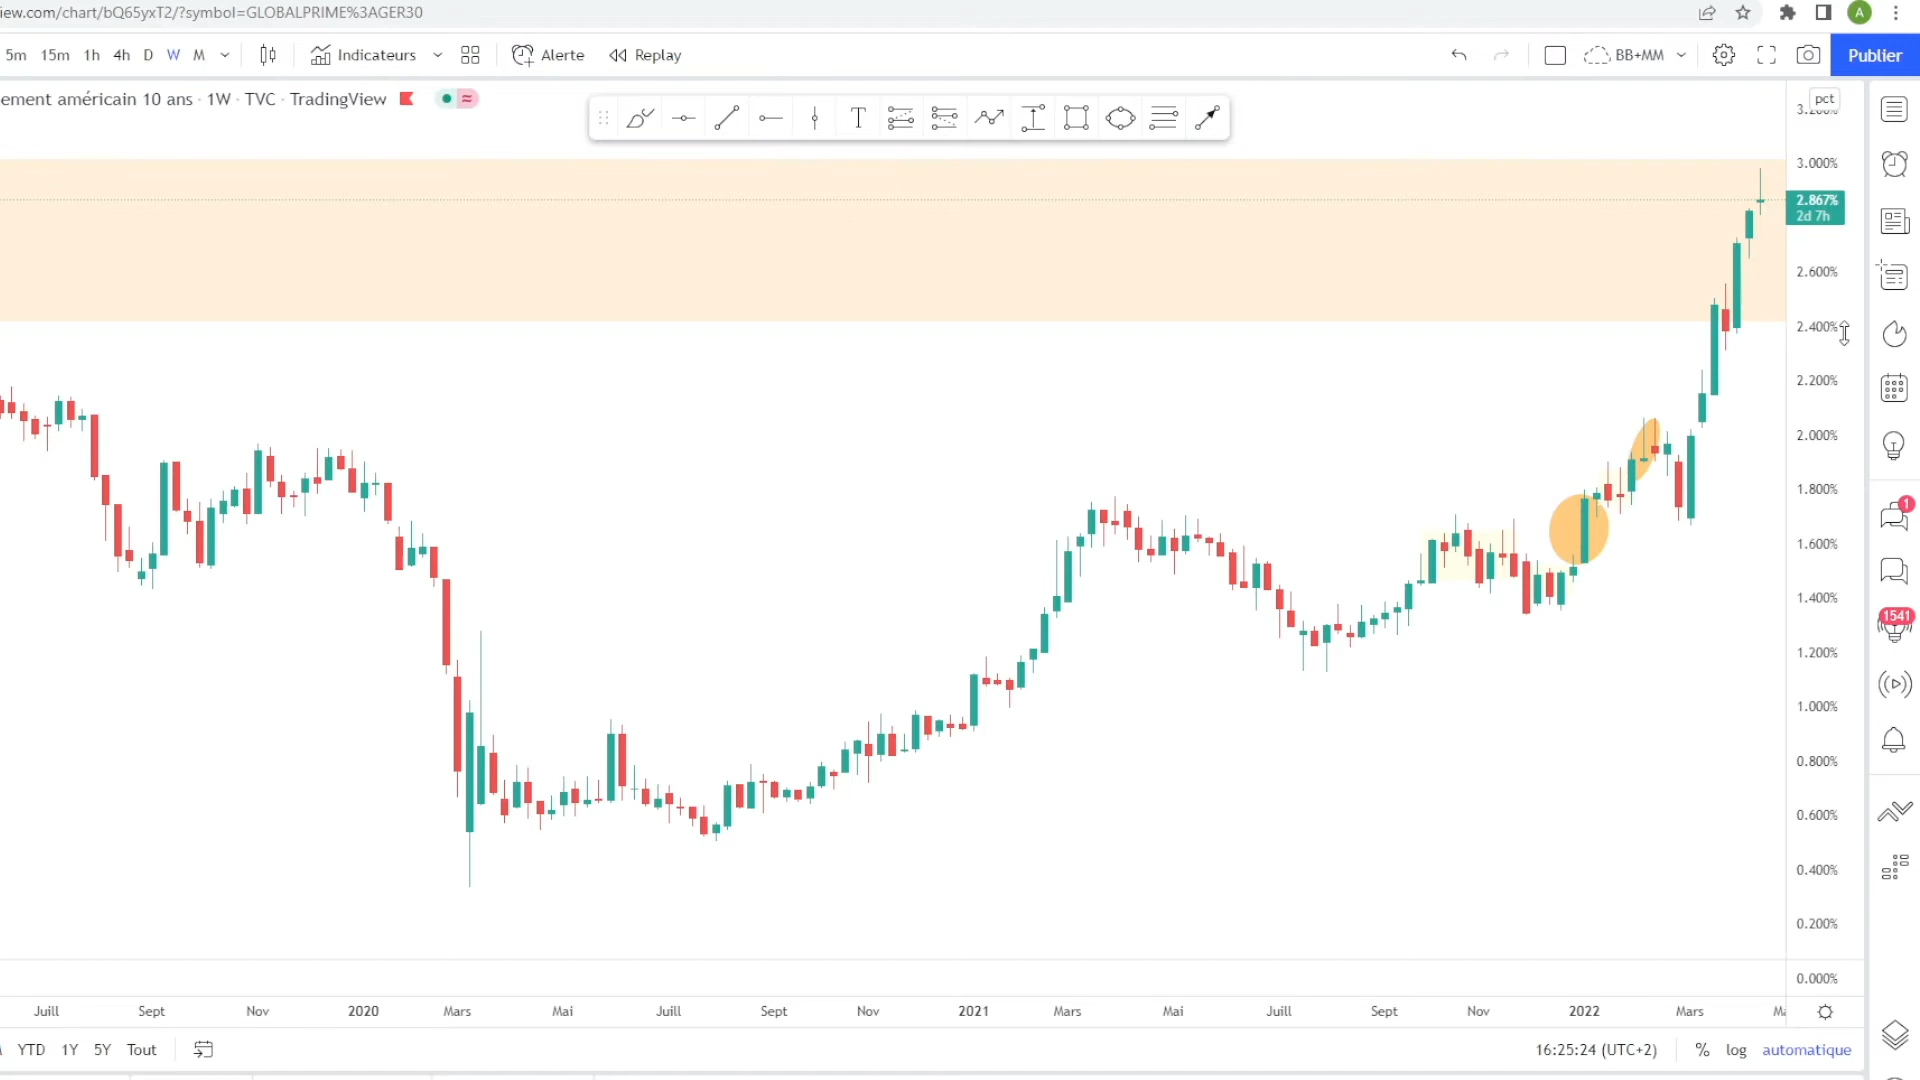 iew.com/chart/bQ65yxT2/?symbol=GLOBALPRIME%3AGER30
A
5m 15m 1h 4h D W M Indicateurs Alerte Replay BB+MM Publier
ement américain 10 ans · 1W · TVC · TradingView
pct
3.000%
2.867%
2d 7h
2.600%
2.400%
2.200%
2.000%
1.800%
1.600%
1.400%
1.200%
1.000%
0.800%
0.600%
0.400%
0.200%
0.000%
1
1541
Juill Sept Nov 2020 Mars Mai Juill Sept Nov 2021 Mars Mai Juill Sept Nov 2022 Mars
YTD 1Y 5Y Tout
16:25:24 (UTC+2) % log automatique